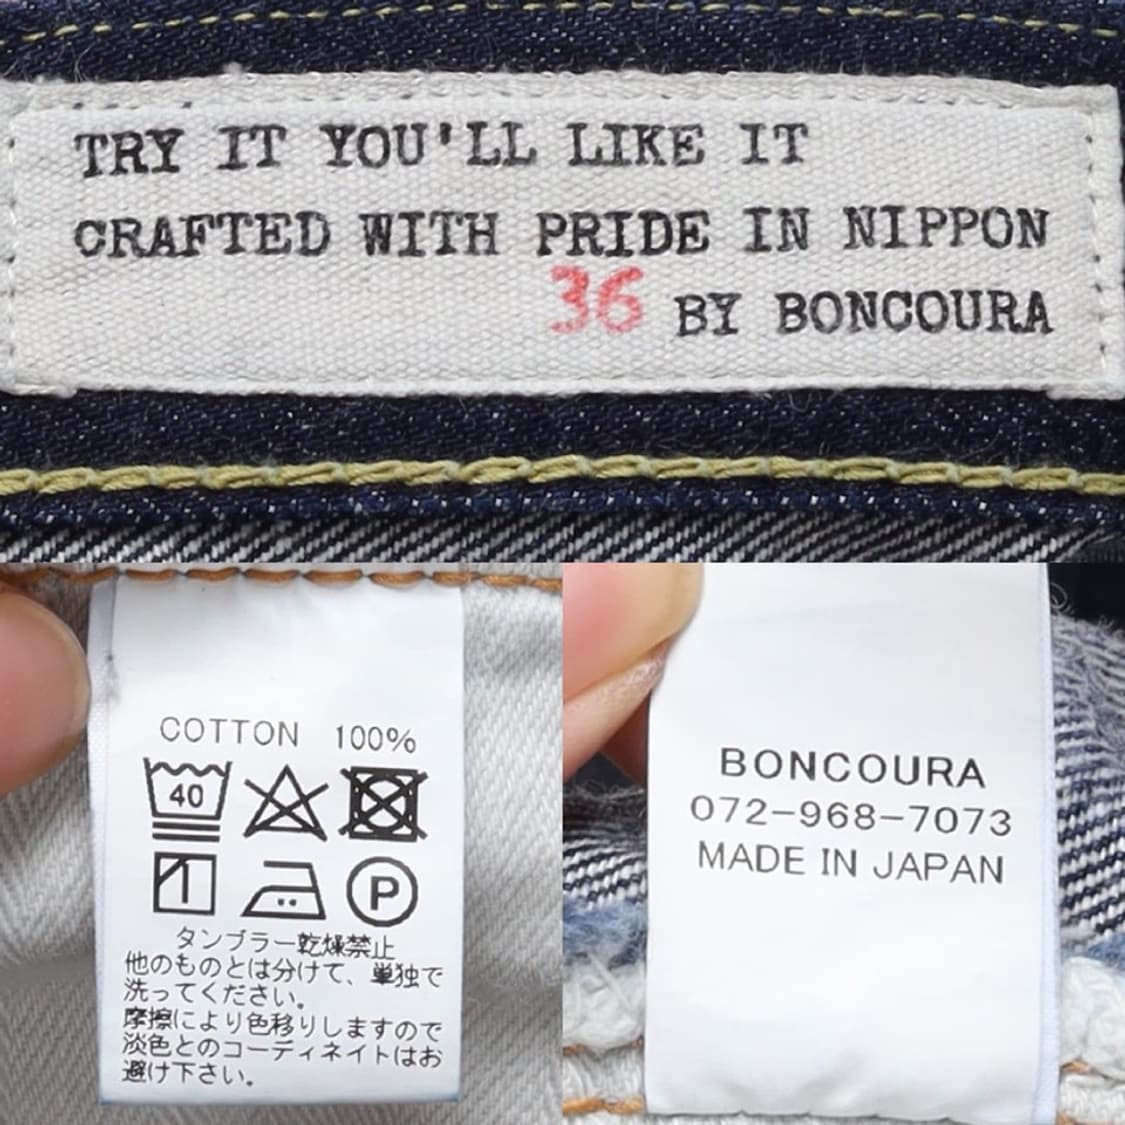 TRY IT YOU'LL LIKE IT
CRAFTED WITH PRIDE IN NIPPON
36 BY BONCOURA
COTTON 100%
40
P
タンブラー乾燥禁止
他のものとは分けて、単独で
洗ってください。
摩擦により色移りしますので
淡色とのコーディネイトはお
避け下さい。
BONCOURA
072-968-7073
MADE IN JAPAN